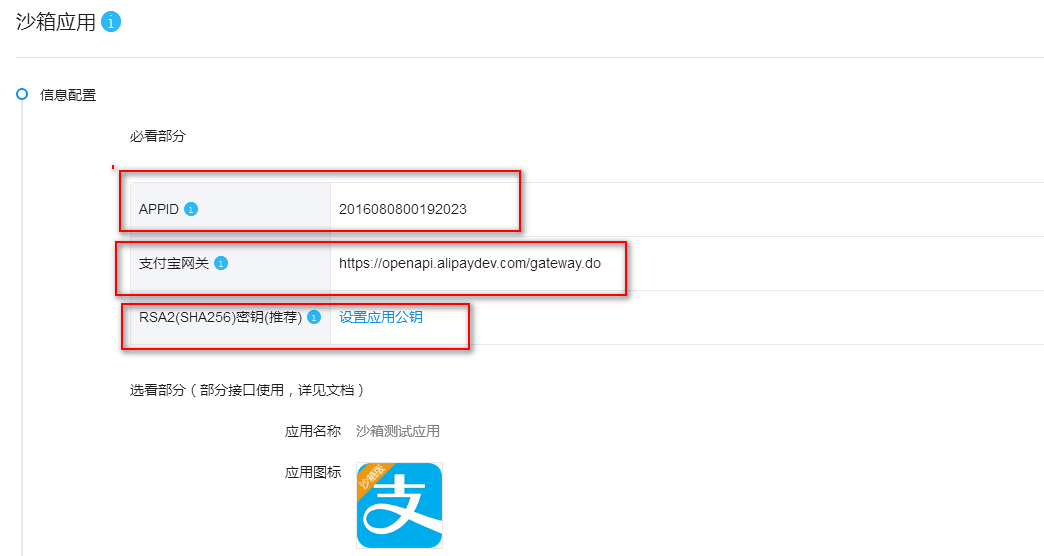 沙箱应用
信息配置
必看部分
APPID 2016080800192023
支付宝网关 https://openapi.alipaydev.com/gateway.do
RSA2(SHA256)密钥(推荐) 设置应用公钥
选看部分（部分接口使用，详见文档）
应用名称 沙箱测试应用
应用图标
沙箱版
支